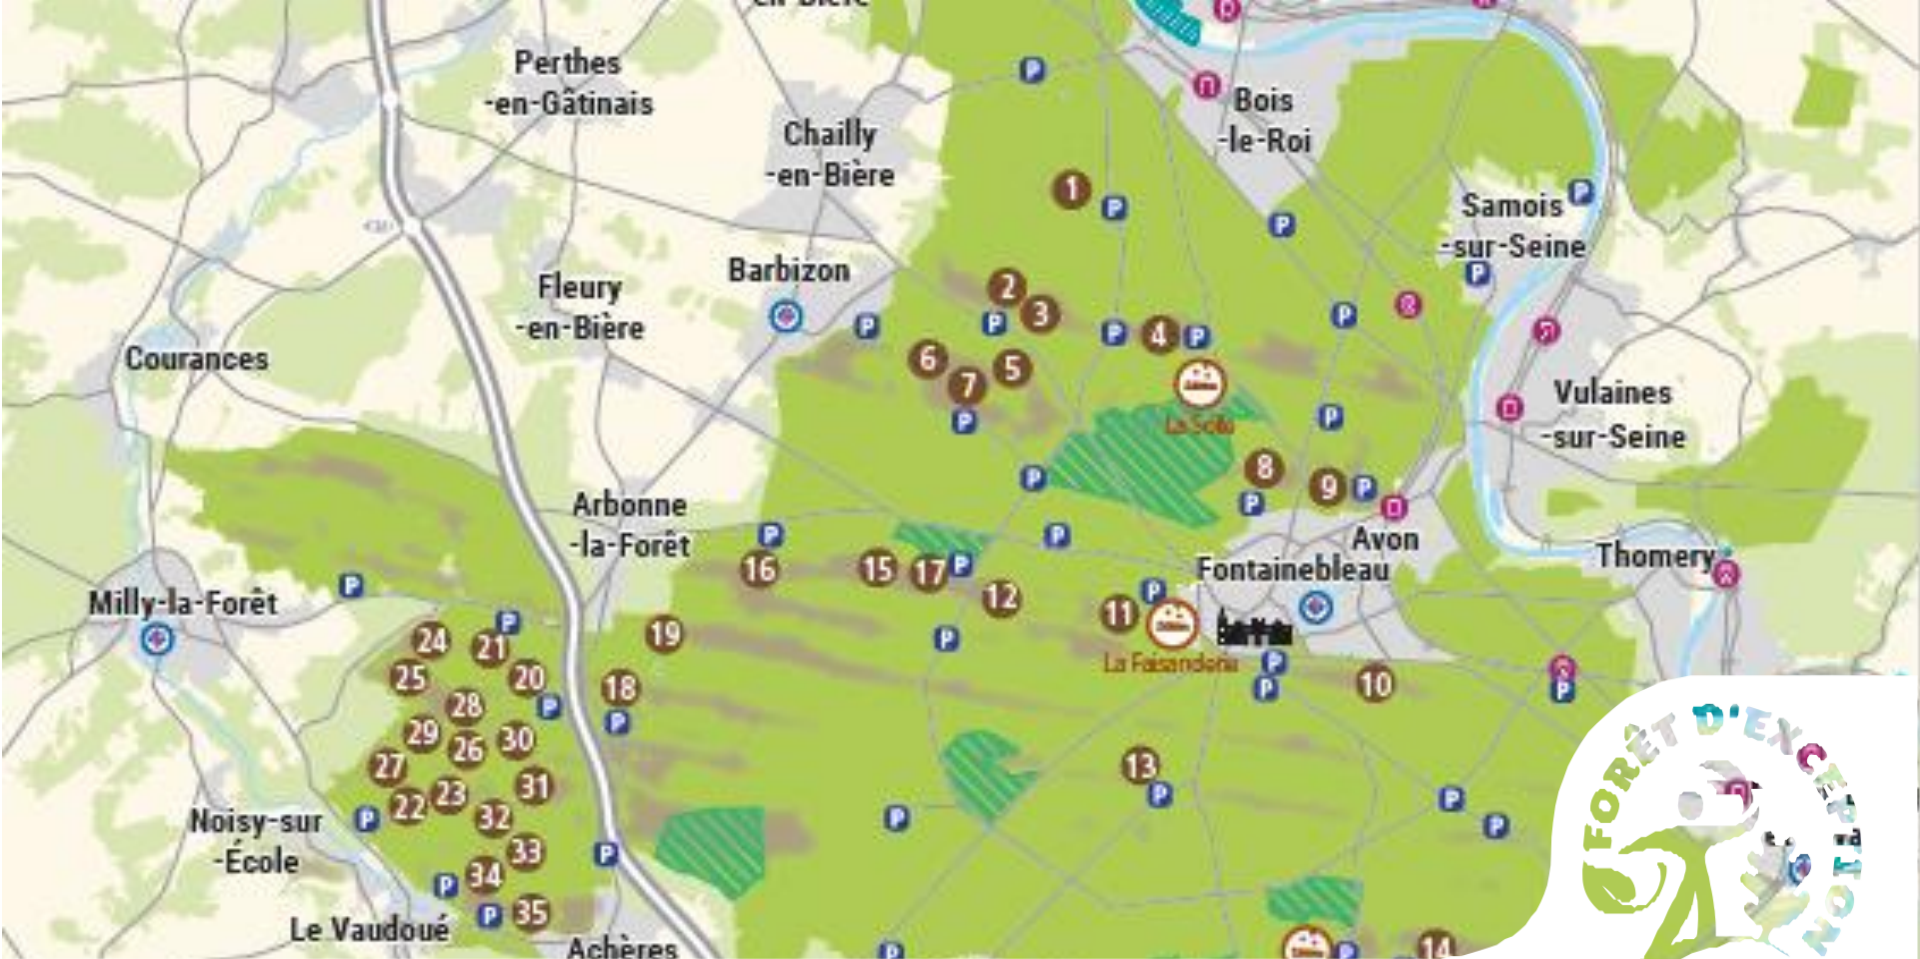 en-Bière
Perthes
-en-Gâtinais
P
Bois
-le-Roi
Chailly
-en-Bière
1
P
P
Samois
-sur-Seine
P
P
Barbizon
Fleury
-en-Bière
P
2
3
P
P
4
P
P
Courances
6
5
7
P
La Solle
P
Vulaines
-sur-Seine
P
8
9
P
P
Arbonne
-la-Forêt
P
P
Avon
Fontainebleau
Thomery
16
15
17
P
12
11
P
La Faisanderie
P
P
P
10
P
Milly-la-Forêt
P
P
24
21
19
25
20
18
28
P
P
29
26
30
27
31
23
22
32
P
33
34
P
P
35
P
13
P
P
P
P
P
P
14
Noisy-sur
-École
Le Vaudoué
Achères
FORÊT D'EXCEPTION